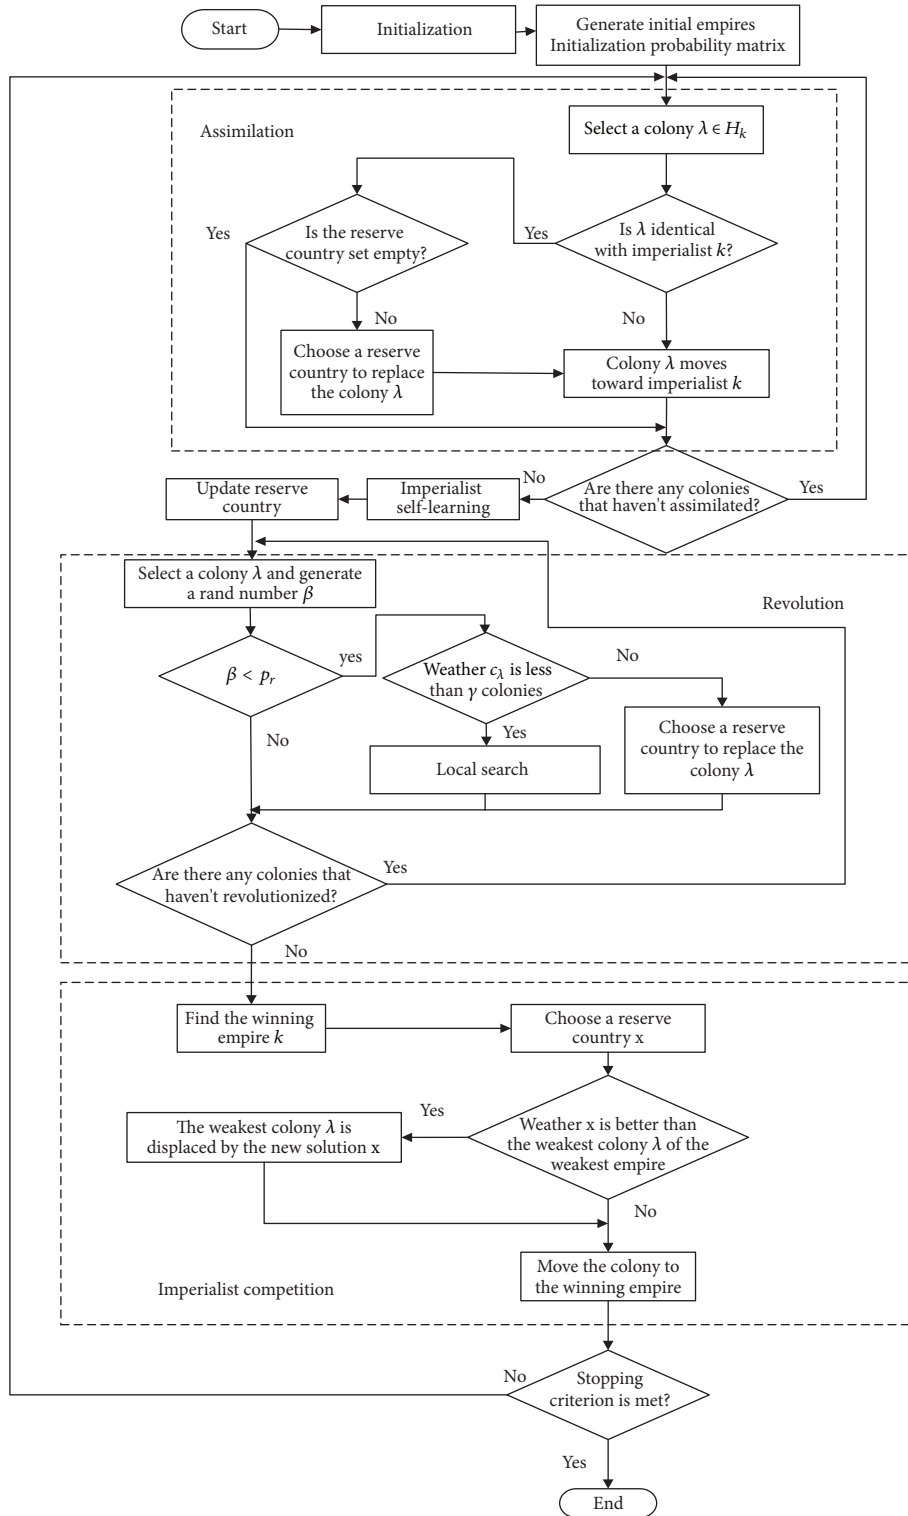 Start
Initialization
Generate initial empires
Initialization probability matrix
Assimilation
Select a colony λ ∈ H_k
Yes
Is the reserve
country set empty?
Yes
Is λ identical
with imperialist k?
No
No
Choose a reserve
country to replace
the colony λ
Colony λ moves
toward imperialist k
Update reserve
country
Imperialist
self-learning
No
Are there any colonies
that haven't assimilated?
Yes
Select a colony λ and generate
a rand number β
Revolution
β < p_r
yes
Weather c_λ is less
than γ colonies
No
No
Yes
Local search
Choose a reserve
country to replace the
colony λ
Are there any colonies that
haven't revolutionized?
Yes
No
Find the winning
empire k
Choose a reserve
country x
The weakest colony λ is
displaced by the new solution x
Yes
Weather x is better than
the weakest colony λ of the
weakest empire
No
Move the colony to
the winning empire
Imperialist competition
No
Stopping
criterion is met?
Yes
End